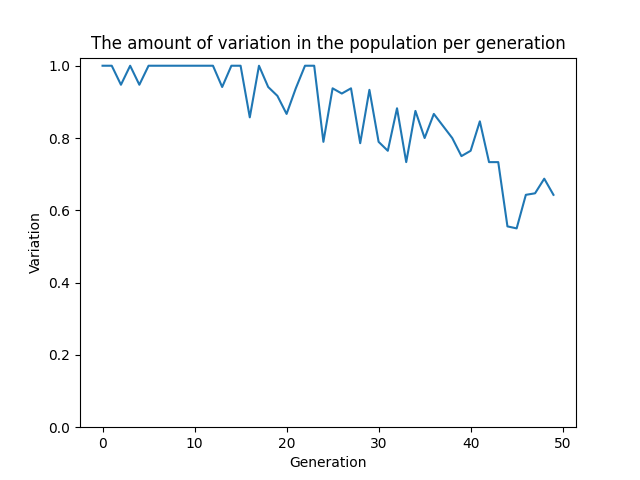 The amount of variation in the population per generation
1.0
0.8
0.6
0.4
0.2
0.0
Variation
0 10 20 30 40 50
Generation